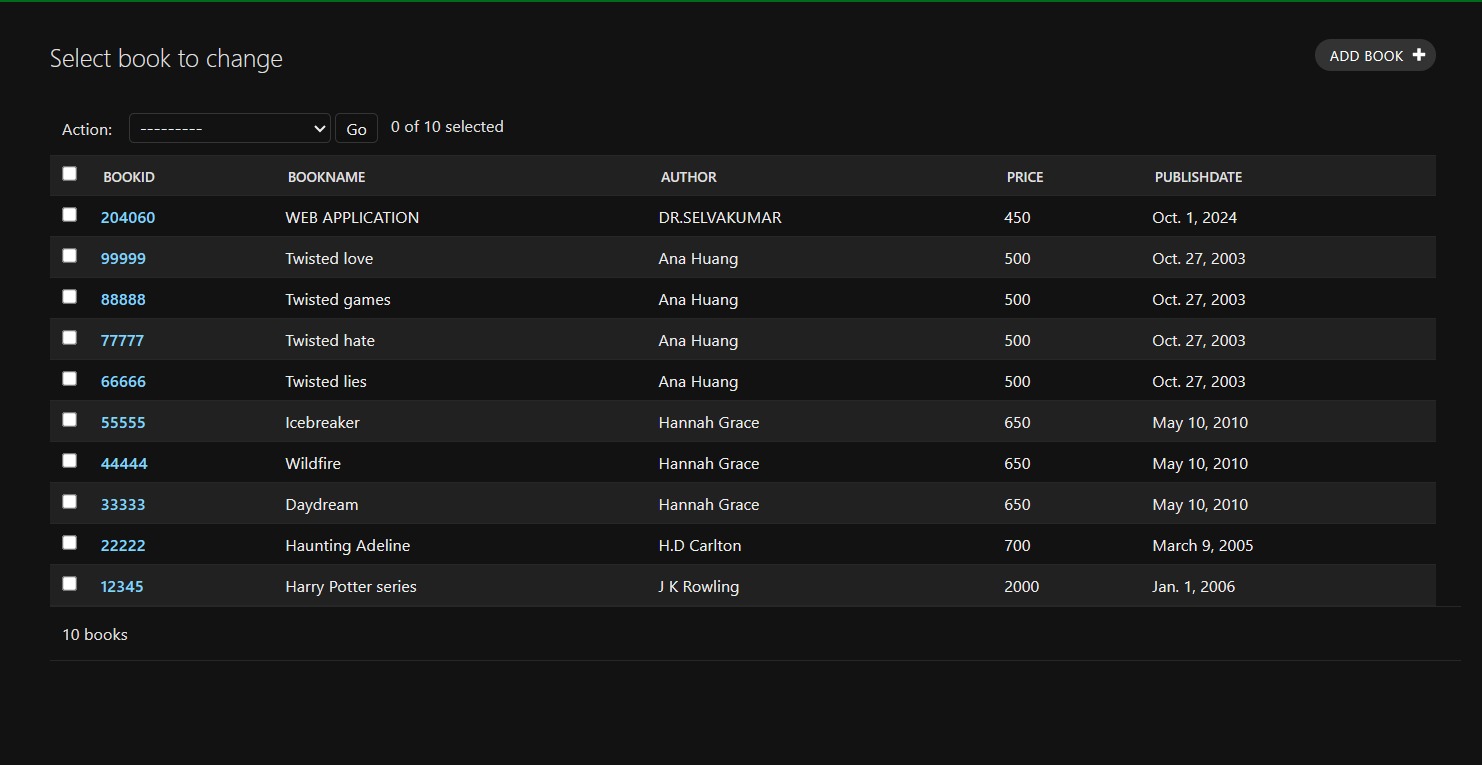 Select book to change
ADD BOOK
Action: --------- Go 0 of 10 selected
BOOKID BOOKNAME AUTHOR PRICE PUBLISHDATE
204060 WEB APPLICATION DR.SELVAKUMAR 450 Oct. 1, 2024
99999 Twisted love Ana Huang 500 Oct. 27, 2003
88888 Twisted games Ana Huang 500 Oct. 27, 2003
77777 Twisted hate Ana Huang 500 Oct. 27, 2003
66666 Twisted lies Ana Huang 500 Oct. 27, 2003
55555 Icebreaker Hannah Grace 650 May 10, 2010
44444 Wildfire Hannah Grace 650 May 10, 2010
33333 Daydream Hannah Grace 650 May 10, 2010
22222 Haunting Adeline H.D Carlton 700 March 9, 2005
12345 Harry Potter series J K Rowling 2000 Jan. 1, 2006
10 books